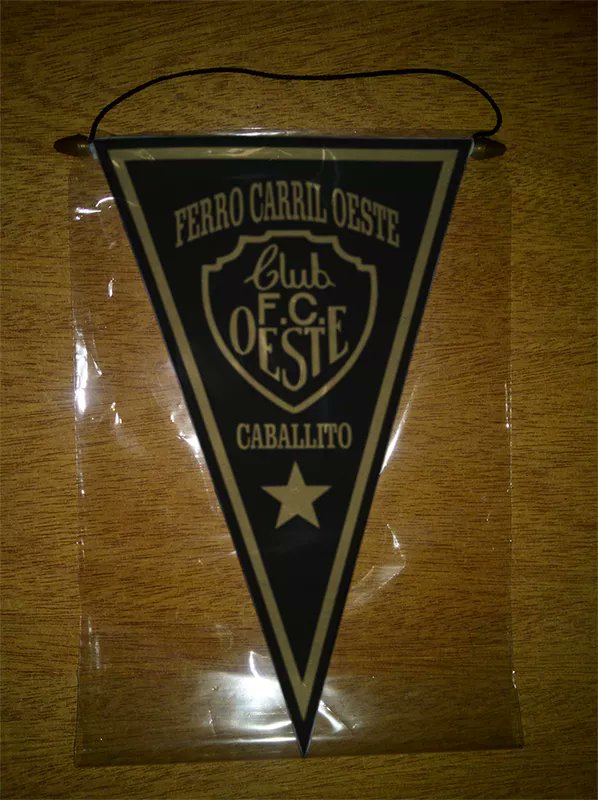 FERRO CARRIL OESTE
Club
F.C.
OESTE
CABALLITO